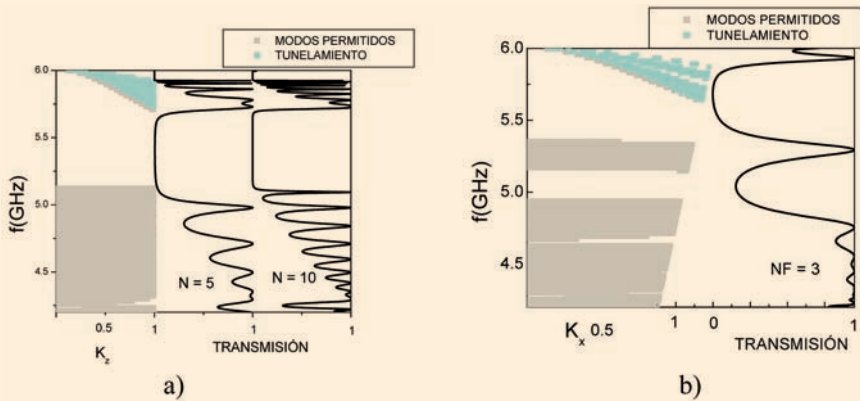 MODOS PERMITIDOS
TUNELAMIENTO
6.0
5.5
5.0
4.5
f(GHz)
N = 5
N = 10
0.5
1
1
1
K_z
TRANSMISIÓN
a)
MODOS PERMITIDOS
TUNELAMIENTO
6.0
5.5
5.0
4.5
f(GHz)
NF = 3
K_x
0.5
1
0
1
TRANSMISIÓN
b)